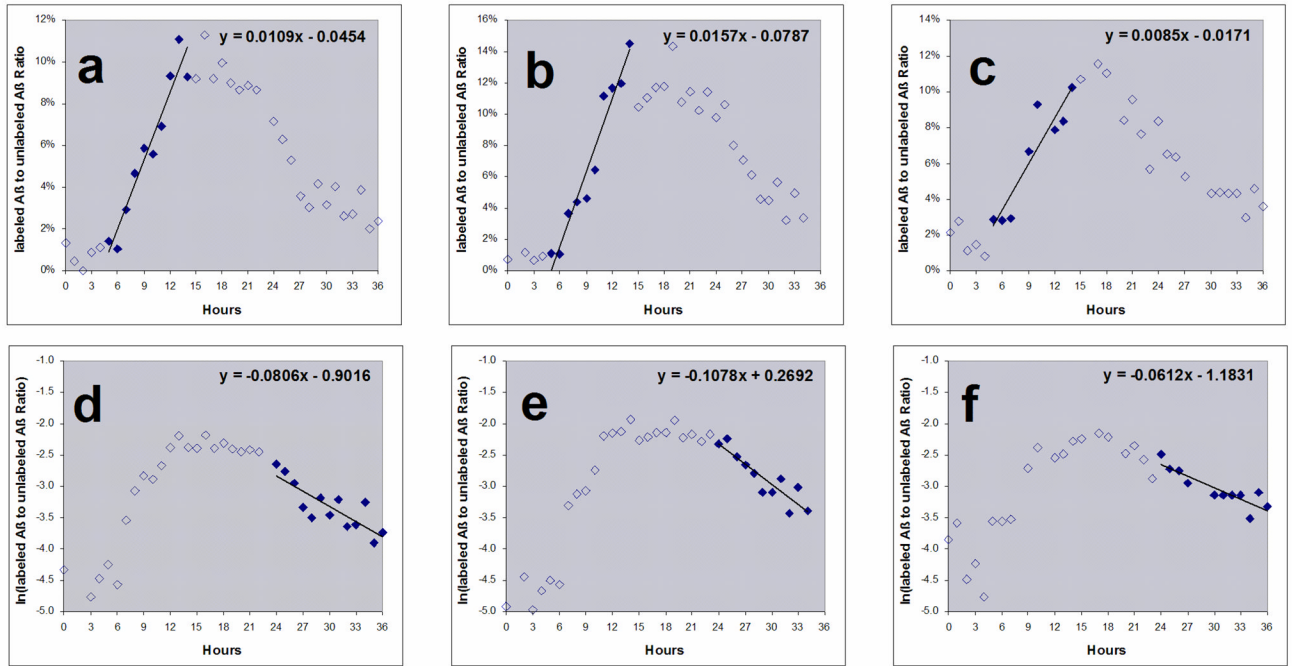 a
y = 0.0109x - 0.0454
labeled Aß to unlabeled Aß Ratio
12%
10%
8%
6%
4%
2%
0%
0 3 6 9 12 15 18 21 24 27 30 33 36
Hours
b
y = 0.0157x - 0.0787
labeled Aß to unlabeled Aß Ratio
16%
14%
12%
10%
8%
6%
4%
2%
0%
0 3 6 9 12 15 18 21 24 27 30 33 36
Hours
c
y = 0.0085x - 0.0171
labeled Aß to unlabeled Aß Ratio
14%
12%
10%
8%
6%
4%
2%
0%
0 3 6 9 12 15 18 21 24 27 30 33 36
Hours
d
y = -0.0806x - 0.9016
ln(labeled Aß to unlabeled Aß Ratio)
-1.0
-1.5
-2.0
-2.5
-3.0
-3.5
-4.0
-4.5
-5.0
0 3 6 9 12 15 18 21 24 27 30 33 36
Hours
e
y = -0.1078x + 0.2692
ln(labeled Aß to unlabeled Aß Ratio)
-1.0
-1.5
-2.0
-2.5
-3.0
-3.5
-4.0
-4.5
-5.0
0 3 6 9 12 15 18 21 24 27 30 33 36
Hours
f
y = -0.0612x - 1.1831
ln(labeled Aß to unlabeled Aß Ratio)
-1.0
-1.5
-2.0
-2.5
-3.0
-3.5
-4.0
-4.5
-5.0
0 3 6 9 12 15 18 21 24 27 30 33 36
Hours